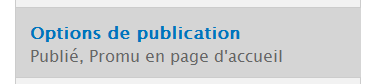 Options de publication
Publié, Promu en page d'accueil